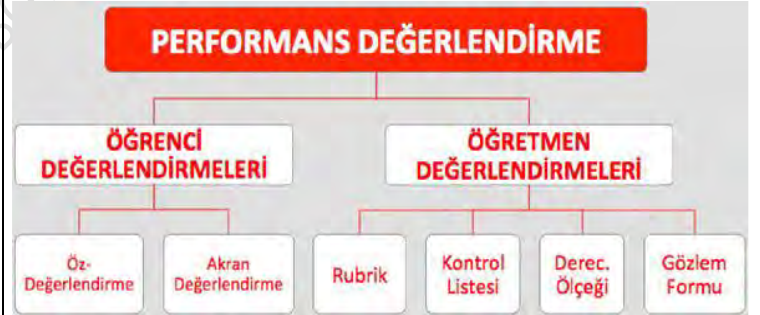 PERFORMANS DEĞERLENDİRME
ÖĞRENCİ
DEĞERLENDİRMELERİ
ÖĞRETMEN
DEĞERLENDİRMELERİ
Öz-
Değerlendirme
Akran
Değerlendirme
Rubrik
Kontrol
Listesi
Derec.
Ölçeği
Gözlem
Formu